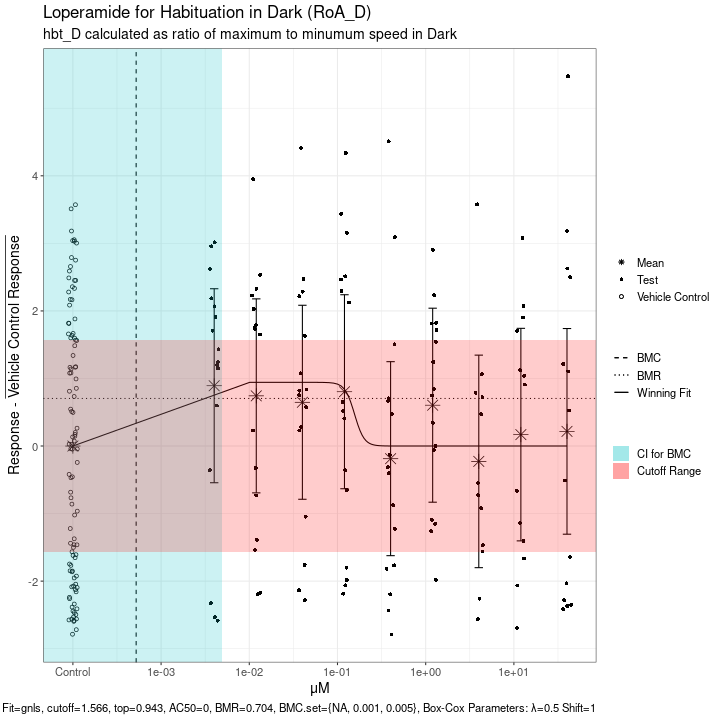 Loperamide for Habituation in Dark (RoA_D)
hbt_D calculated as ratio of maximum to minumum speed in Dark
Response - Vehicle Control Response
4
2
0
-2
Control
1e-03
1e-02
1e-01
1e+00
1e+01
µM
Mean
Test
Vehicle Control
BMC
BMR
Winning Fit
CI for BMC
Cutoff Range
Fit=gnls, cutoff=1.566, top=0.943, AC50=0, BMR=0.704, BMC.set={NA, 0.001, 0.005}, Box-Cox Parameters: λ=0.5 Shift=1